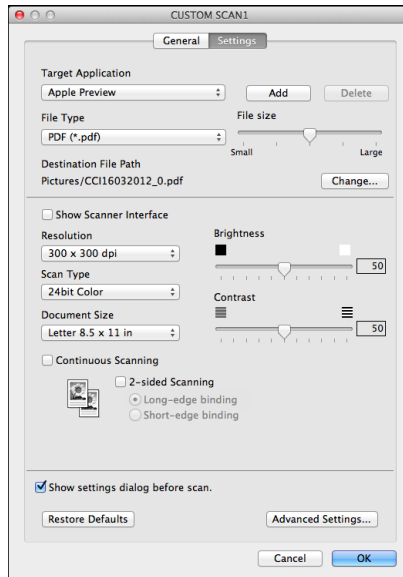 CUSTOM SCAN1
General Settings
Target Application
Apple Preview Add Delete
File Type File size
PDF (*.pdf)
Small Large
Destination File Path
Pictures/CCI16032012_0.pdf Change...
Show Scanner Interface
Resolution Brightness
300 x 300 dpi
50
Scan Type
24bit Color
Contrast
Document Size
Letter 8.5 x 11 in 50
Continuous Scanning
2-sided Scanning
Long-edge binding
Short-edge binding
Show settings dialog before scan.
Restore Defaults Advanced Settings...
Cancel OK